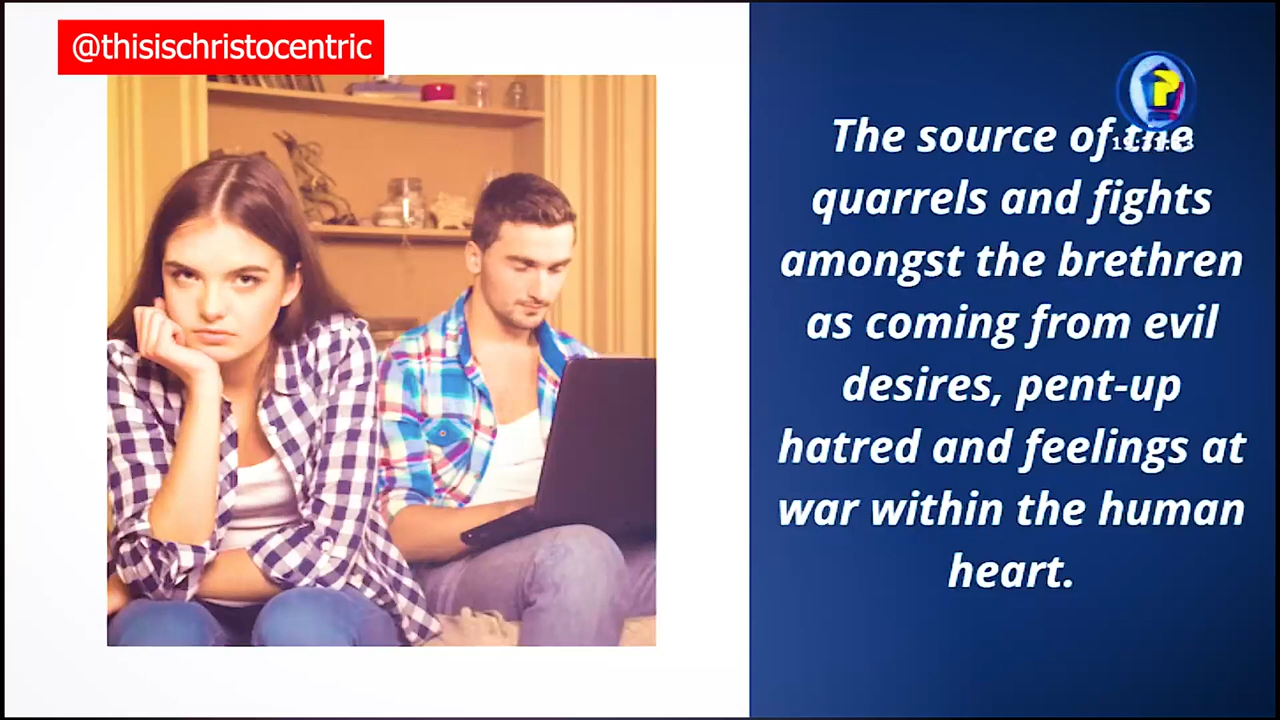 @thisischristocentric
The source of the
quarrels and fights
amongst the brethren
as coming from evil
desires, pent-up
hatred and feelings at
war within the human
heart.